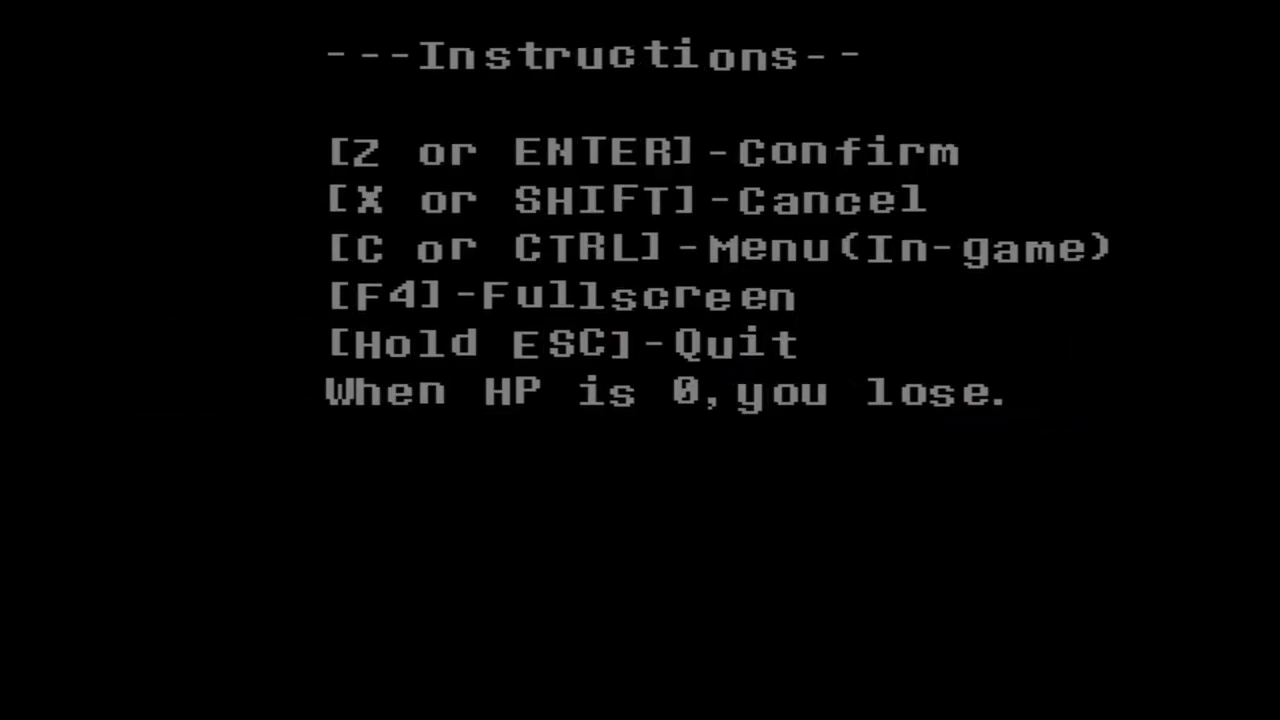 ---Instructions--
[Z or ENTER]-Confirm
[X or SHIFT]-Cancel
[C or CTRL]-Menu(In-game)
[F4]-Fullscreen
[Hold ESC]-Quit
When HP is 0,you lose.